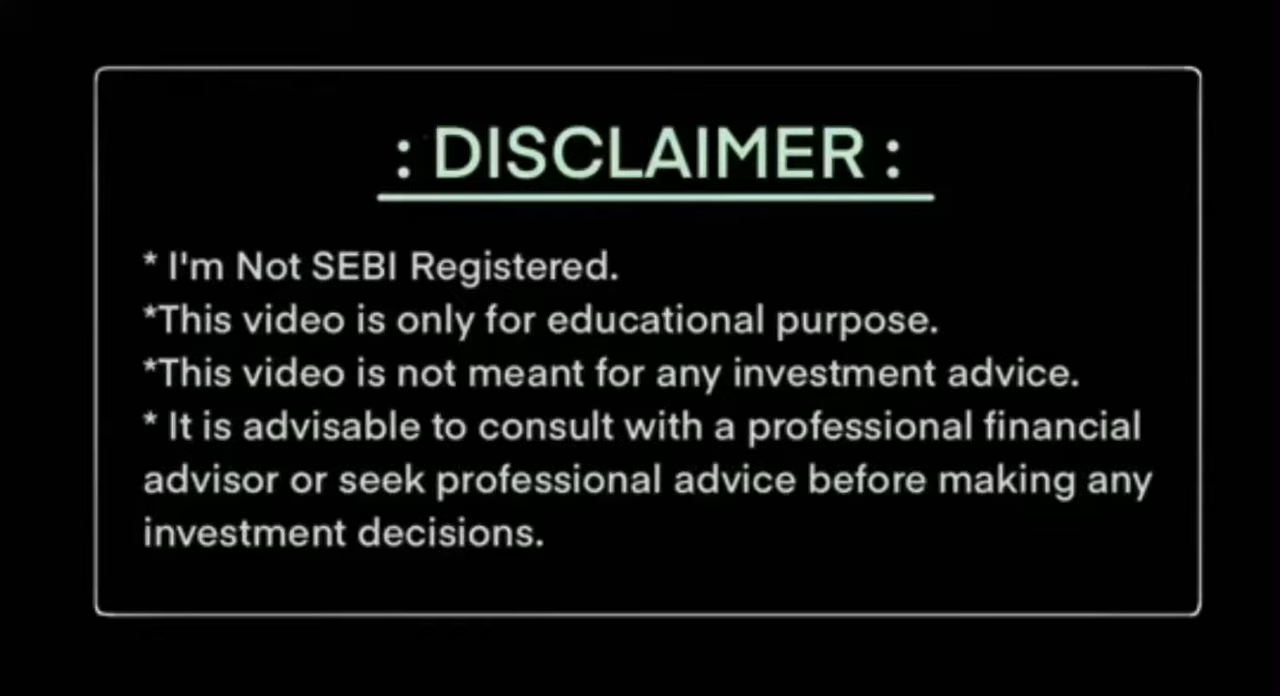 : DISCLAIMER :
* I'm Not SEBI Registered.
*This video is only for educational purpose.
*This video is not meant for any investment advice.
* It is advisable to consult with a professional financial
advisor or seek professional advice before making any
investment decisions.